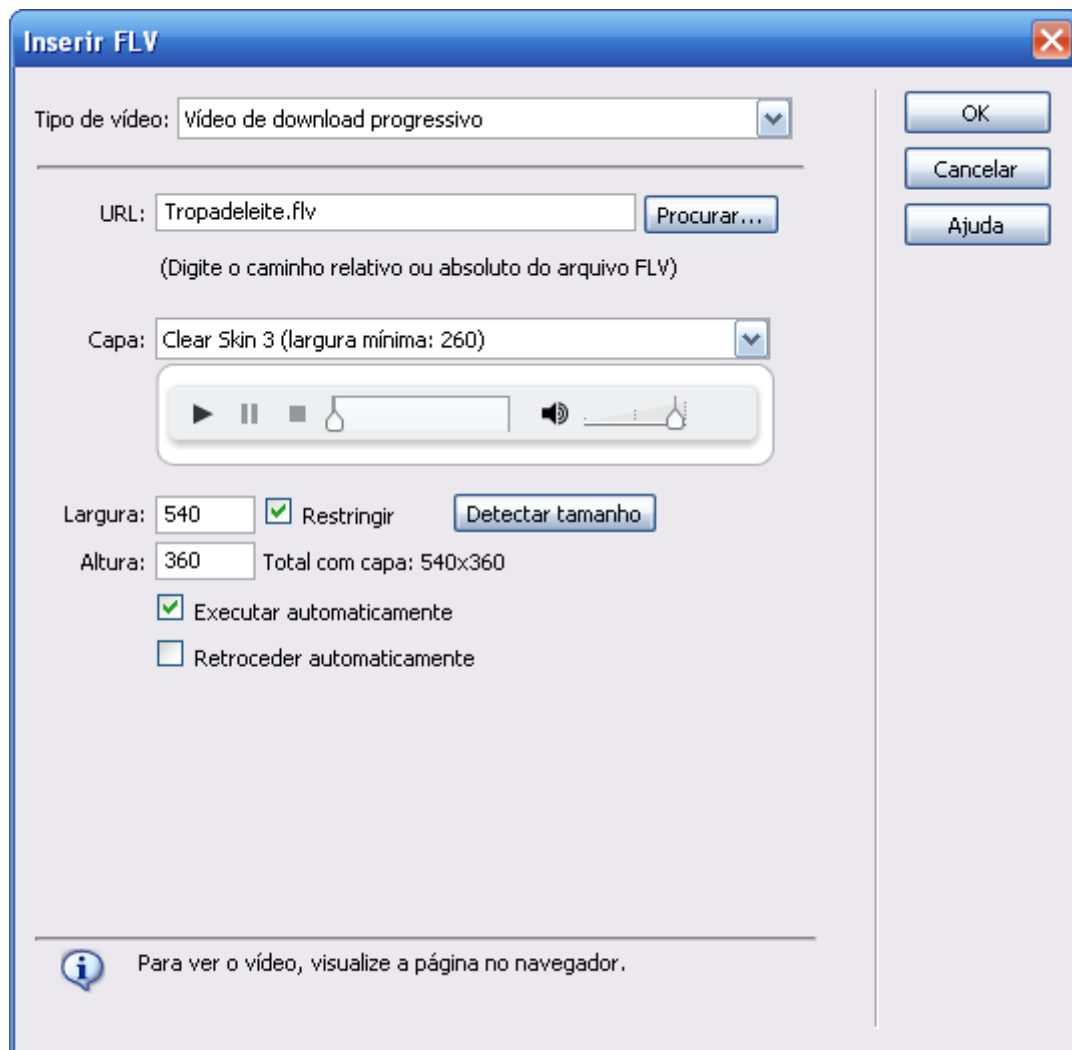 Inserir FLV
Tipo de vídeo: Vídeo de download progressivo
OK
Cancelar
Ajuda
URL: Tropadeleite.flv Procurar...
(Digite o caminho relativo ou absoluto do arquivo FLV)
Capa: Clear Skin 3 (largura mínima: 260)
Largura: 540 Restringir Detectar tamanho
Altura: 360 Total com capa: 540x360
Executar automaticamente
Retroceder automaticamente
Para ver o vídeo, visualize a página no navegador.